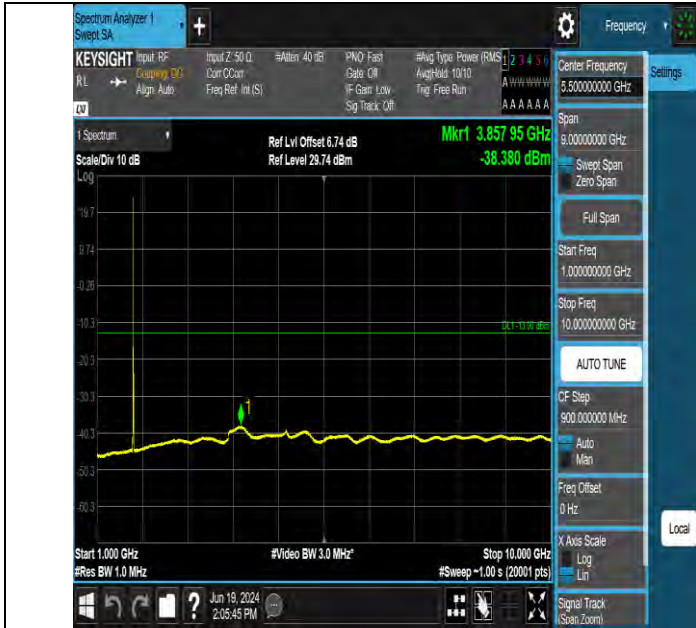 Spectrum Analyzer 1
Swept SA
+
Frequency
KEYSIGHT
RL
LXI
Input: RF
Coupling: DC
Align: Auto
Input Z: 50 Ω
Corr CCorr
Freq Ref: Int (S)
#Atten: 40 dB
PNO: Fast
Gate: Off
IF Gain: Low
Sig Track: Off
#Avg Type: Power (RMS
Avg|Hold: 10/10
Trig: Free Run
1 2 3 4 5 6
A W W W W W
A A A A A A
Settings
Center Frequency
5.500000000 GHz
Span
9.00000000 GHz
Swept Span
Zero Span
Full Span
Start Freq
1.000000000 GHz
Stop Freq
10.000000000 GHz
AUTO TUNE
CF Step
900.000000 MHz
Auto
Man
Freq Offset
0 Hz
X Axis Scale
Log
Lin
Signal Track
(Span Zoom)
Local
1 Spectrum
Scale/Div 10 dB
Ref Lvl Offset 6.74 dB
Ref Level 29.74 dBm
Mkr1 3.857 95 GHz
-38.380 dBm
Log
19.7
9.74
-0.26
-10.3
-20.3
-30.3
-40.3
-50.3
-60.3
DL1 -13.00 dBm
1
Start 1.000 GHz
#Res BW 1.0 MHz
#Video BW 3.0 MHz*
Stop 10.000 GHz
#Sweep ~1.00 s (20001 pts)
?
Jun 19, 2024
2:05:45 PM